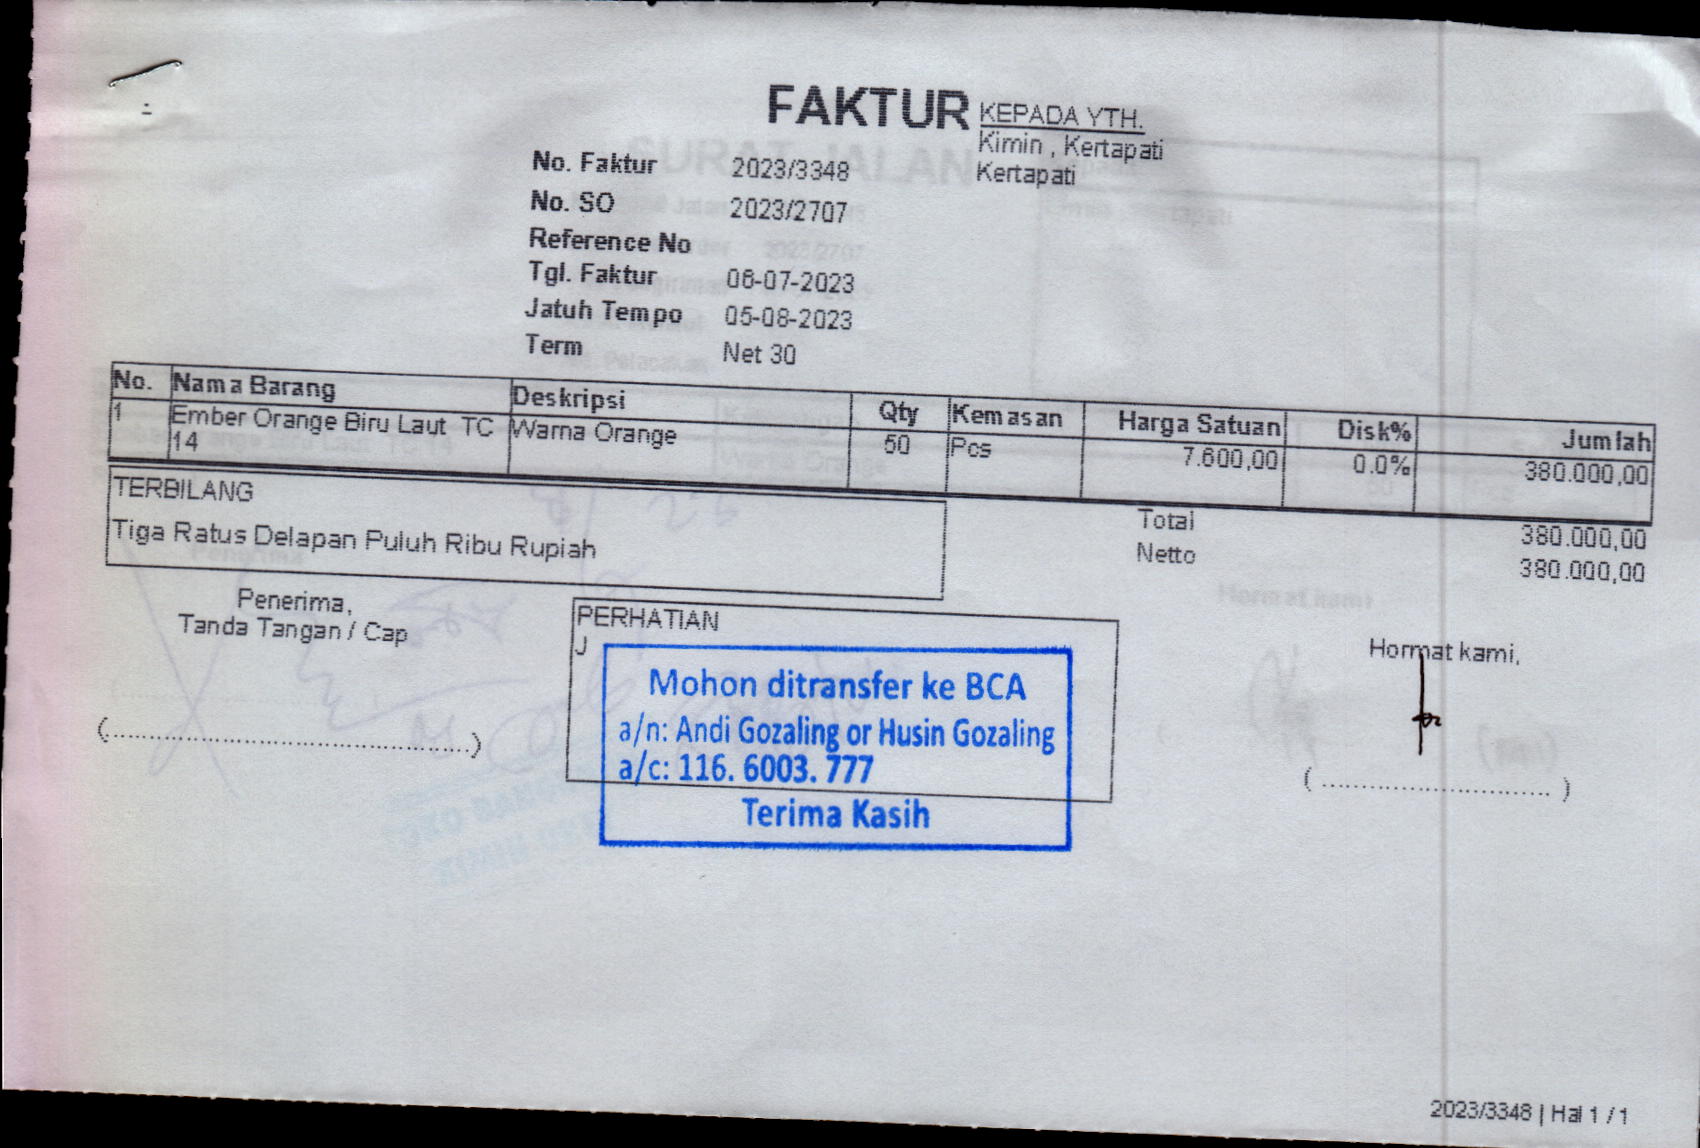 FAKTUR
KEPADA YTH.
Kimin , Kertapati
Kertapati
No. Faktur 2023/3348
No. SO 2023/2707
Reference No
Tgl. Faktur 06-07-2023
Jatuh Tempo 05-08-2023
Term Net 30
No. Nama Barang Deskripsi Qty Kemasan Harga Satuan Disk% Jumlah
1 Ember Orange Biru Laut TC Warna Orange 50 Pcs 7.600,00 0.0% 380.000,00
14
TERBILANG
Tiga Ratus Delapan Puluh Ribu Rupiah
Total 380.000,00
Netto 380.000,00
Penerima,
Tanda Tangan / Cap
(..........................................................)
PERHATIAN
J
Mohon ditransfer ke BCA
a/n: Andi Gozaling or Husin Gozaling
a/c: 116. 6003. 777
Terima Kasih
Hormat kami,
( ..................................... )
2023/3348 | Hal 1 / 1